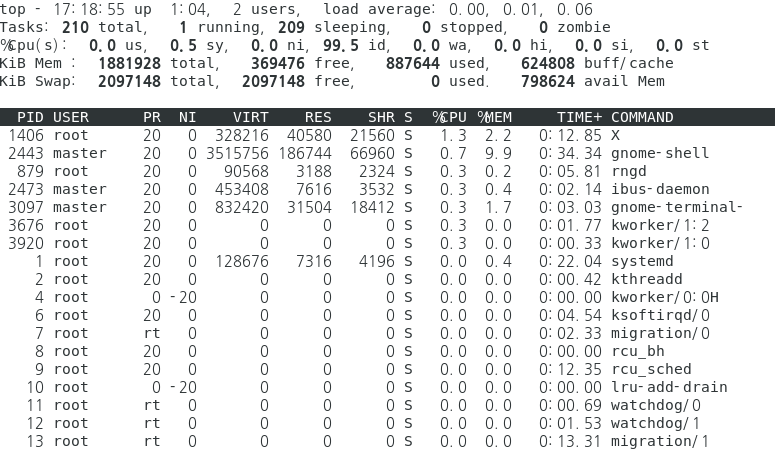 top - 17:18:55 up  1:04,  2 users,  load average: 0.00, 0.01, 0.06
Tasks: 210 total,   1 running, 209 sleeping,   0 stopped,   0 zombie
%Cpu(s):  0.0 us,  0.5 sy,  0.0 ni, 99.5 id,  0.0 wa,  0.0 hi,  0.0 si,  0.0 st
KiB Mem :  1881928 total,   369476 free,   887644 used,   624808 buff/cache
KiB Swap:  2097148 total,  2097148 free,        0 used.   798624 avail Mem
PID USER      PR  NI    VIRT    RES    SHR S  %CPU %MEM     TIME+ COMMAND
1406 root      20   0  328216  40580  21560 S   1.3  2.2   0:12.85 X
2443 master    20   0 3515756 186744  66960 S   0.7  9.9   0:34.34 gnome-shell
879 root      20   0   90568   3188   2324 S   0.3  0.2   0:05.81 rngd
2473 master    20   0  453408   7616   3532 S   0.3  0.4   0:02.14 ibus-daemon
3097 master    20   0  832420  31504  18412 S   0.3  1.7   0:03.03 gnome-terminal-
3676 root      20   0       0      0      0 S   0.3  0.0   0:01.77 kworker/1:2
3920 root      20   0       0      0      0 S   0.3  0.0   0:00.33 kworker/1:0
1 root      20   0  128676   7316   4196 S   0.0  0.4   0:22.04 systemd
2 root      20   0       0      0      0 S   0.0  0.0   0:00.42 kthreadd
4 root       0 -20       0      0      0 S   0.0  0.0   0:00.00 kworker/0:0H
6 root      20   0       0      0      0 S   0.0  0.0   0:04.54 ksoftirqd/0
7 root      rt   0       0      0      0 S   0.0  0.0   0:02.33 migration/0
8 root      20   0       0      0      0 S   0.0  0.0   0:00.00 rcu_bh
9 root      20   0       0      0      0 S   0.0  0.0   0:12.35 rcu_sched
10 root       0 -20       0      0      0 S   0.0  0.0   0:00.00 lru-add-drain
11 root      rt   0       0      0      0 S   0.0  0.0   0:00.69 watchdog/0
12 root      rt   0       0      0      0 S   0.0  0.0   0:01.53 watchdog/1
13 root      rt   0       0      0      0 S   0.0  0.0   0:13.31 migration/1